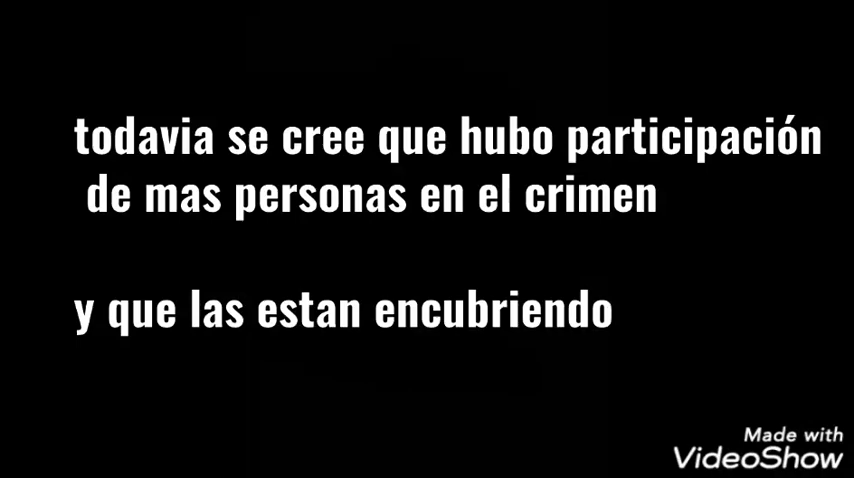 todavia se cree que hubo participación
de mas personas en el crimen
y que las estan encubriendo
Made with
VideoShow